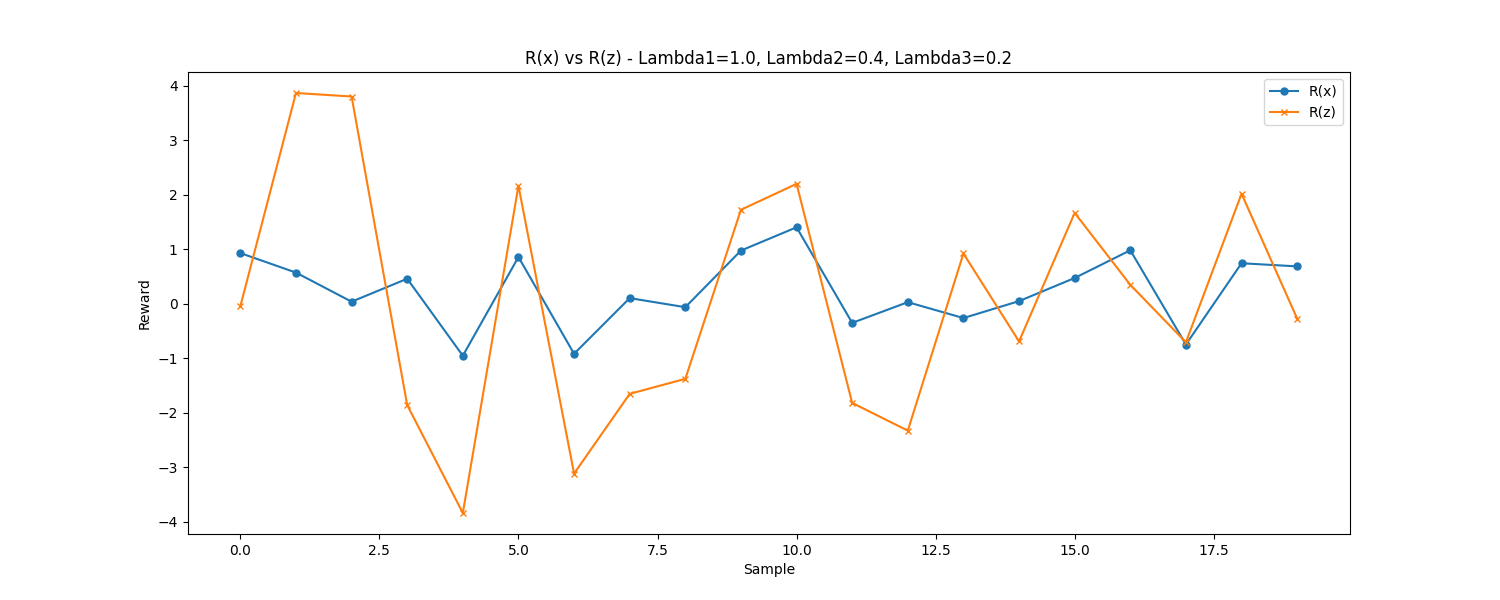 R(x) vs R(z) - Lambda1=1.0, Lambda2=0.4, Lambda3=0.2
R(x)
R(z)
Reward
4
3
2
1
0
−1
−2
−3
−4
0.0 2.5 5.0 7.5 10.0 12.5 15.0 17.5
Sample